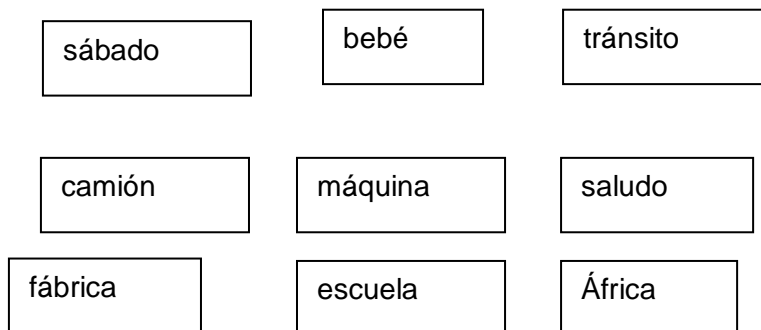 sábado bebé tránsito
camión máquina saludo
fábrica escuela África